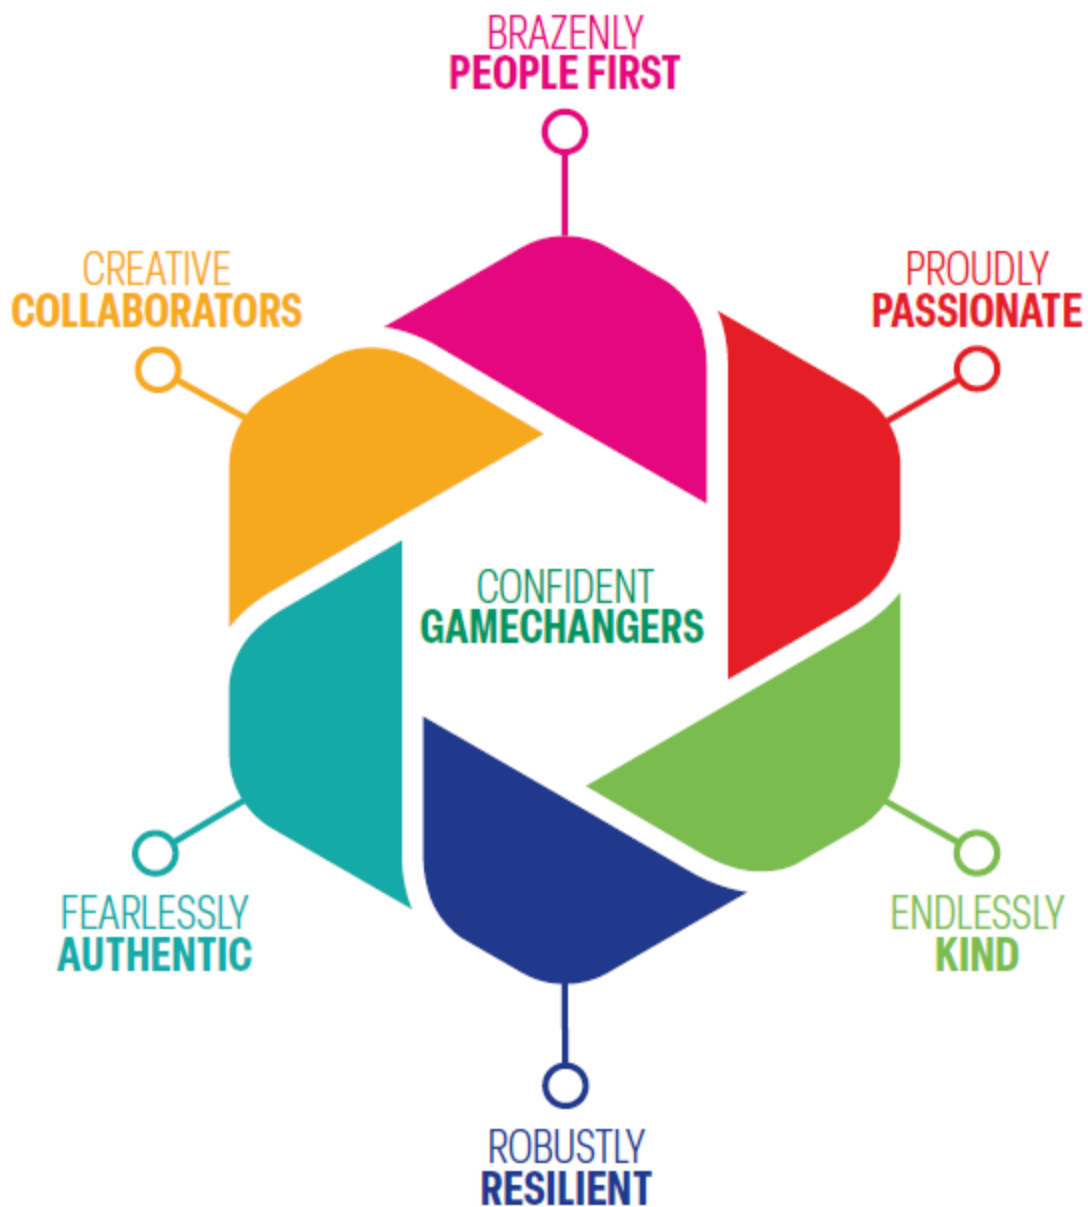 BRAZENLY
PEOPLE FIRST
CREATIVE
COLLABORATORS
PROUDLY
PASSIONATE
CONFIDENT
GAMECHANGERS
FEARLESSLY
AUTHENTIC
ENDLESSLY
KIND
ROBUSTLY
RESILIENT